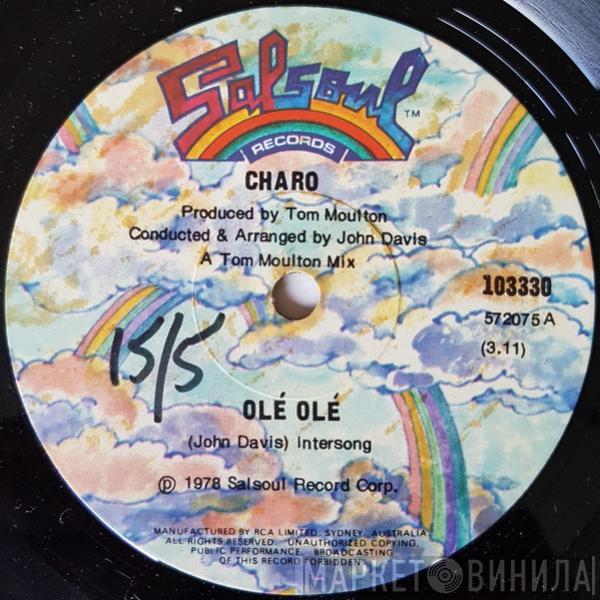 Salsoul
TM
RECORDS
CHARO
Produced by Tom Moulton
Conducted & Arranged by John Davis
A Tom Moulton Mix
103330
572075 A
(3.11)
15/5
OLÉ OLÉ
(John Davis) Intersong
℗ 1978 Salsoul Record Corp.
MANUFACTURED BY RCA LIMITED, SYDNEY, AUSTRALIA
ALL RIGHTS RESERVED. UNAUTHORIZED COPYING,
PUBLIC PERFORMANCE, BROADCASTING
OF THIS RECORD FORBIDDEN
МАРКЕТ ВИНИЛА